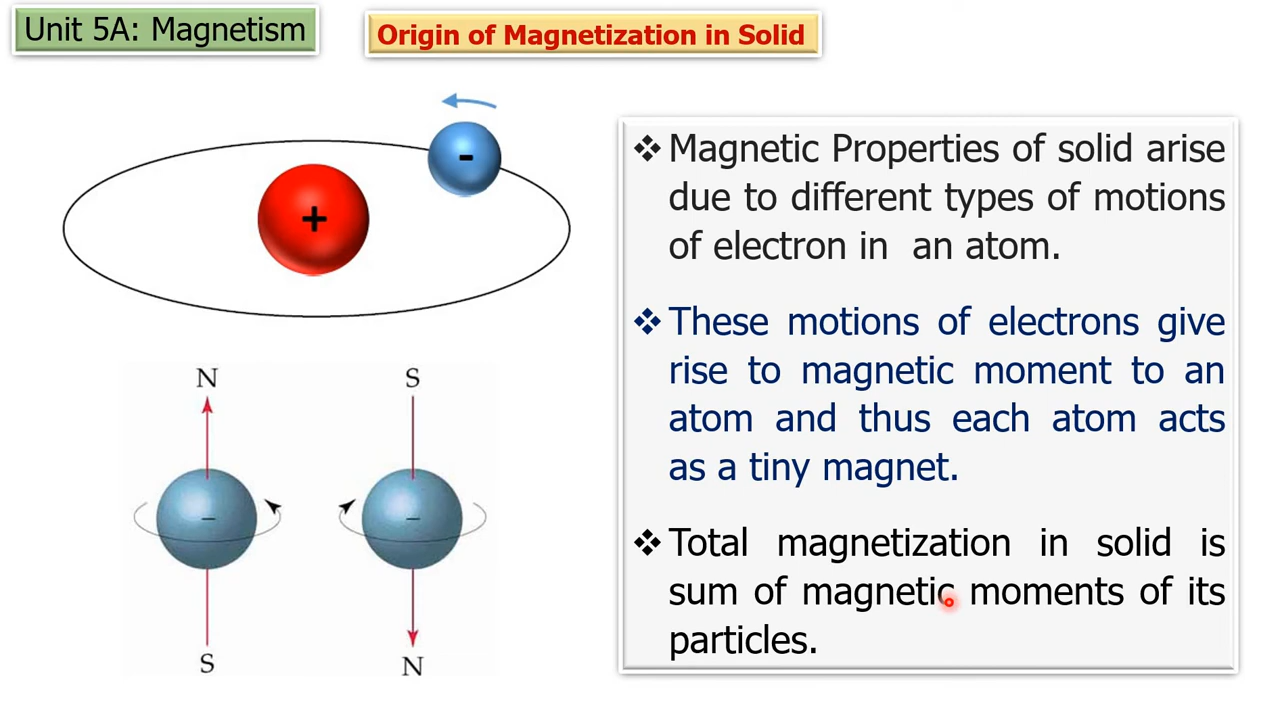 Unit 5A: Magnetism
Origin of Magnetization in Solid
-
+
N
S
–
–
S
N
❖ Magnetic Properties of solid arise
due to different types of motions
of electron in an atom.
❖ These motions of electrons give
rise to magnetic moment to an
atom and thus each atom acts
as a tiny magnet.
❖ Total magnetization in solid is
sum of magnetic moments of its
particles.